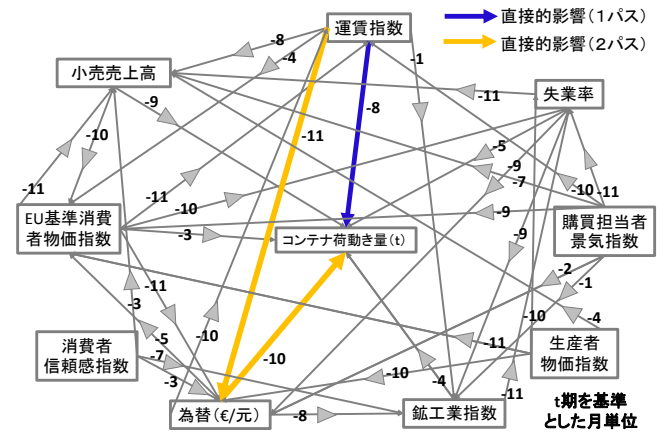 運賃指数
直接的影響(1パス)
直接的影響(2パス)
小売売上高
失業率
EU基準消費
者物価指数
コンテナ荷動き量(t)
購買担当者
景気指数
消費者
信頼感指数
生産者
物価指数
為替(€/元)
鉱工業指数
t期を基準
とした月単位
-8
-4
-1
-9
-8
-11
-11
-10
-5
-9
-7
-11
-11
-10
-10
-11
-3
-9
-9
-2
-1
-11
-3
-10
-10
-4
-5
-10
-11
-7
-3
-10
-4
-11
-8